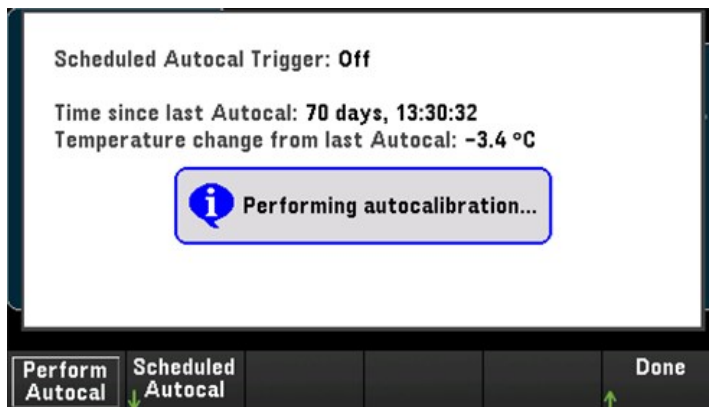 Scheduled Autocal Trigger: Off
Time since last Autocal: 70 days, 13:30:32
Temperature change from last Autocal: -3.4 °C
i Performing autocalibration...
Perform Scheduled Done
Autocal Autocal